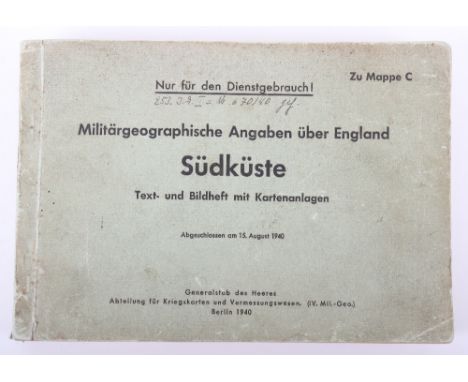 Zu Mappe C
Nur für den Dienstgebrauch!
Militärgeographische Angaben über England
Südküste
Text- und Bildheft mit Kartenanlagen
Abgeschlossen am 15. August 1940
Generalstub des Heeres
Abteilung für Kriegskarten und Vermessungswesen. (IV. Mil.-Geo.)
Berlin 1940